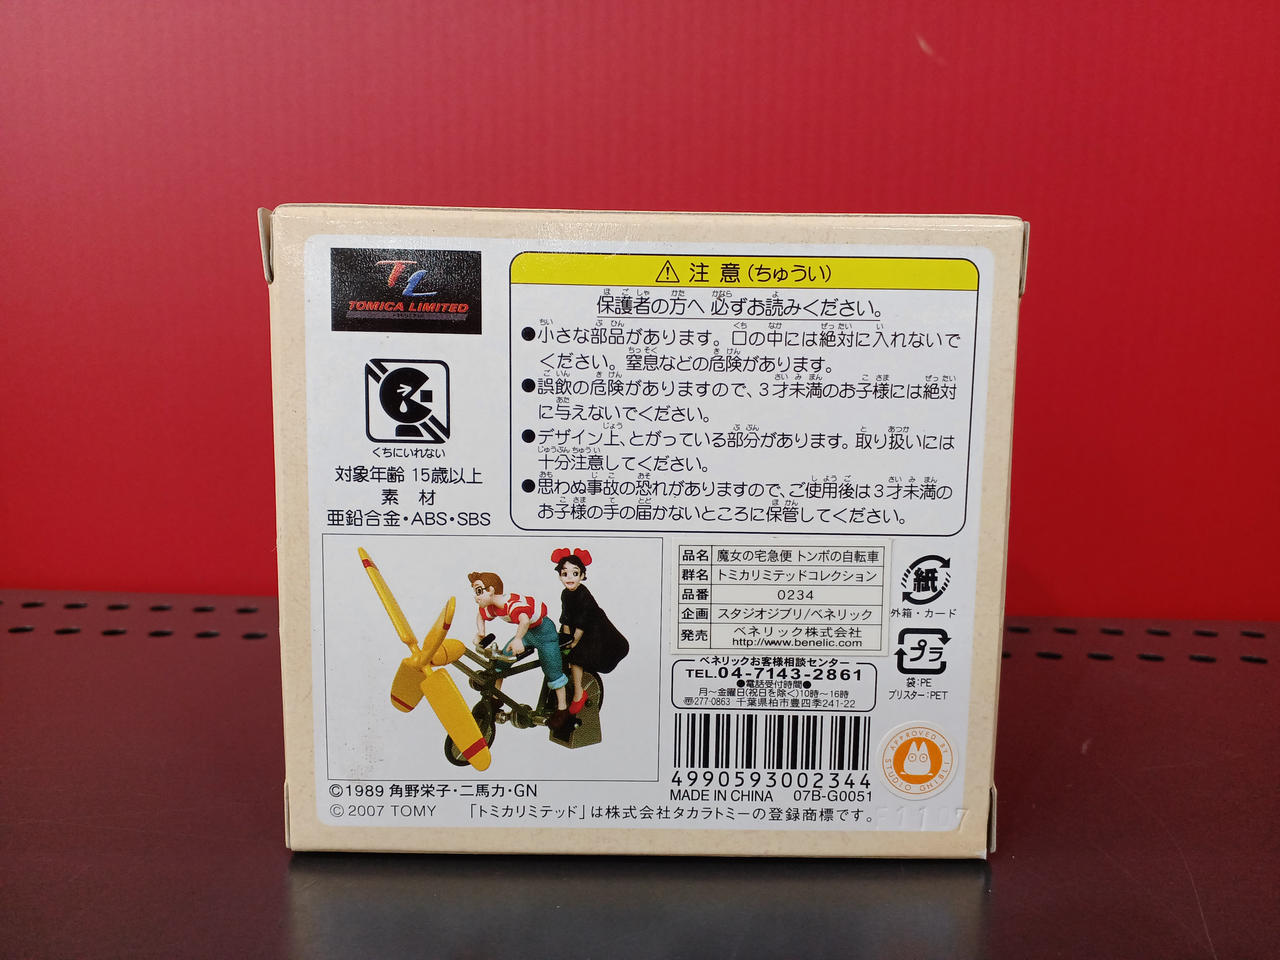 TL
TOMICA LIMITED
くちにいれない
対象年齢 15歳以上
素 材
亜鉛合金・ABS・SBS
⚠ 注 意 (ちゅうい)
保護者の方へ 必ずお読みください。
●小さな部品があります。口の中には絶対に入れないで
ください。窒息などの危険があります。
●誤飲の危険がありますので、3才未満のお子様には絶対
に与えないでください。
●デザイン上、とがっている部分があります。取り扱いには
十分注意してください。
●思わぬ事故の恐れがありますので、ご使用後は3才未満の
お子様の手の届かないところに保管してください。
品名 魔女の宅急便 トンボの自転車
群名 トミカリミテッドコレクション
品番 0234
企画 スタジオジブリ/ベネリック
発売 ベネリック株式会社
http://www.benelic.com
ベネリックお客様相談センター
TEL.04-7143-2861
●電話受付時間●
月〜金曜日(祝日を除く)10時〜16時
〠277-0863 千葉県柏市豊四季241-22
紙
外箱・カード
プラ
袋:PE
ブリスター:PET
4990593002344
MADE IN CHINA 07B-G0051
APPROVED BY STUDIO GHIBLI
©1989 角野栄子・二馬力・GN
©2007 TOMY 「トミカリミテッド」は株式会社タカラトミーの登録商標です。